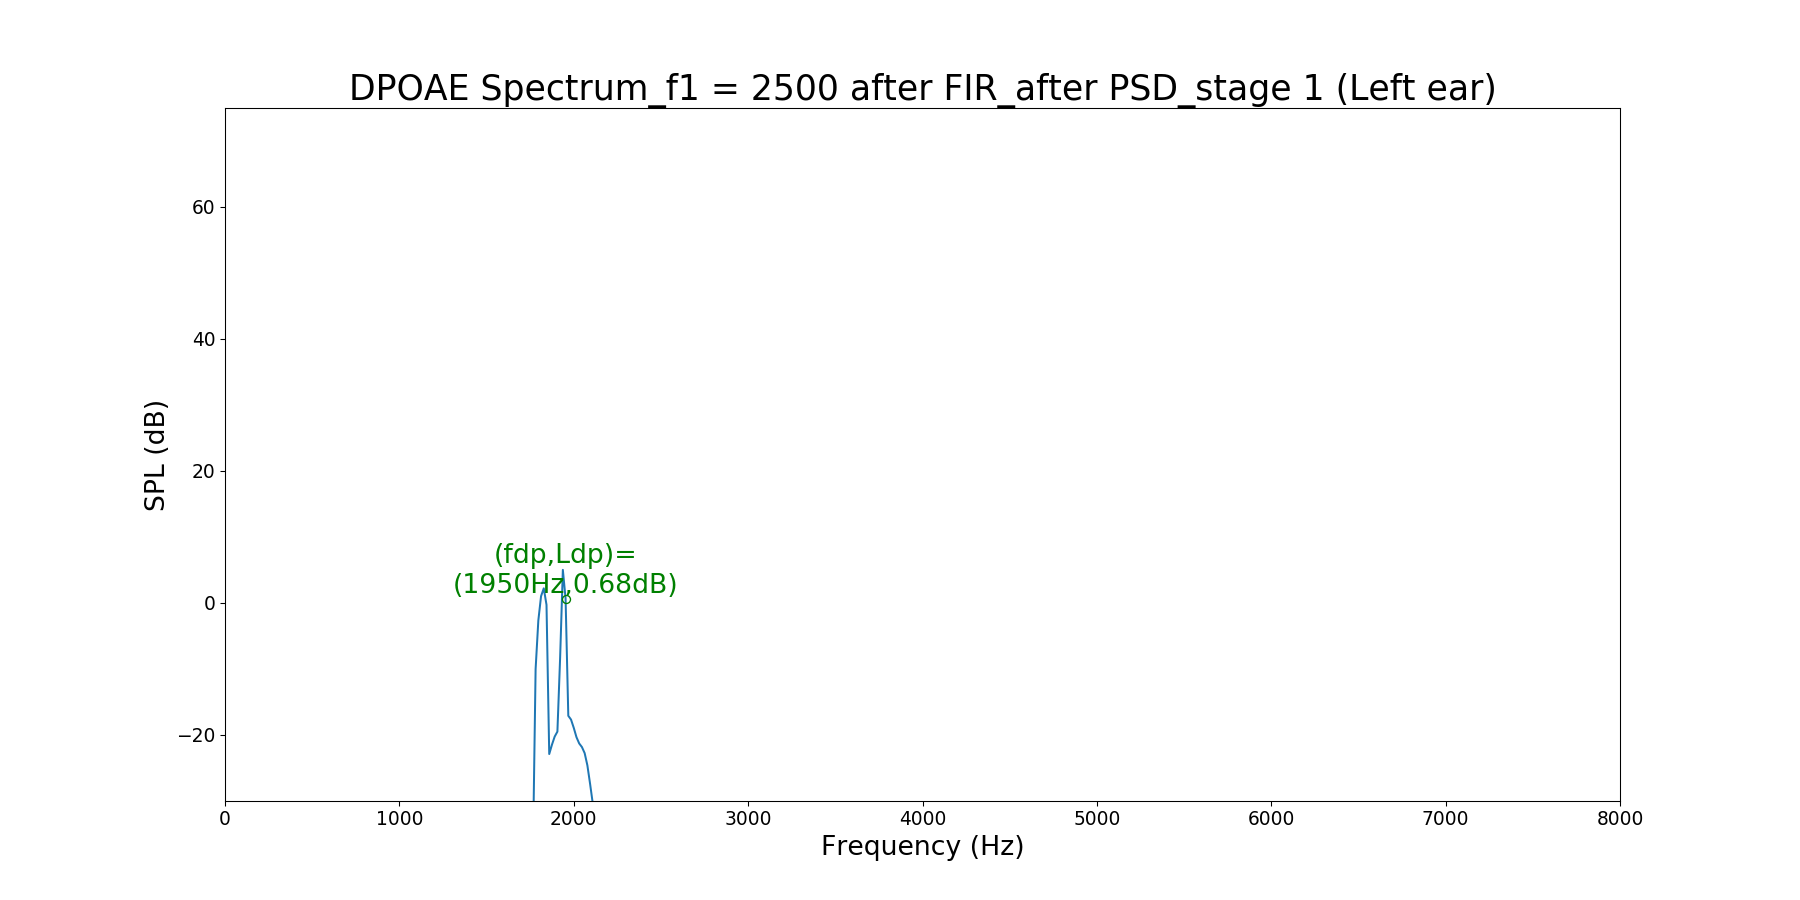 DPOAE Spectrum_f1 = 2500 after FIR_after PSD_stage 1 (Left ear)
60
40
20
0
−20
SPL (dB)
(fdp,Ldp)=
(1950Hz,0.68dB)
0 1000 2000 3000 4000 5000 6000 7000 8000
Frequency (Hz)